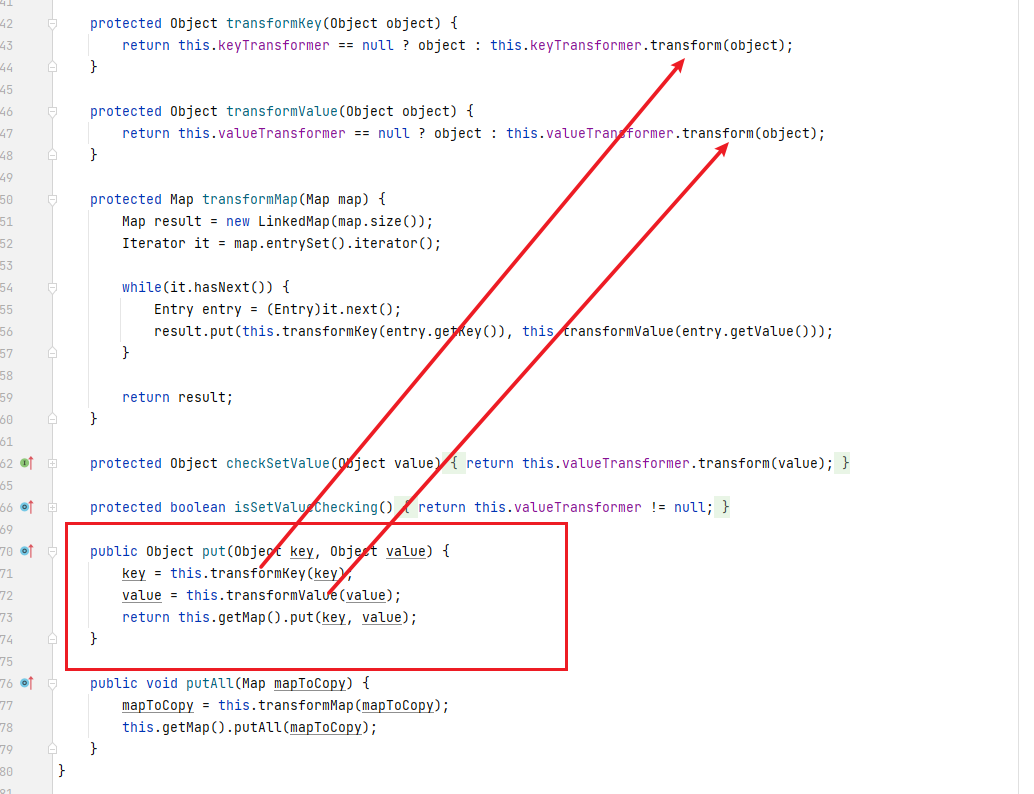 41
42 protected Object transformKey(Object object) {
43 return this.keyTransformer == null ? object : this.keyTransformer.transform(object);
44 }
45
46 protected Object transformValue(Object object) {
47 return this.valueTransformer == null ? object : this.valueTransformer.transform(object);
48 }
49
50 protected Map transformMap(Map map) {
51 Map result = new LinkedMap(map.size());
52 Iterator it = map.entrySet().iterator();
53
54 while(it.hasNext()) {
55 Entry entry = (Entry)it.next();
56 result.put(this.transformKey(entry.getKey()), this.transformValue(entry.getValue()));
57 }
58
59 return result;
60 }
61
62 protected Object checkSetValue(Object value) { return this.valueTransformer.transform(value); }
65
66 protected boolean isSetValueChecking() { return this.valueTransformer != null; }
69
70 public Object put(Object key, Object value) {
71 key = this.transformKey(key);
72 value = this.transformValue(value);
73 return this.getMap().put(key, value);
74 }
75
76 public void putAll(Map mapToCopy) {
77 mapToCopy = this.transformMap(mapToCopy);
78 this.getMap().putAll(mapToCopy);
79 }
80 }
81